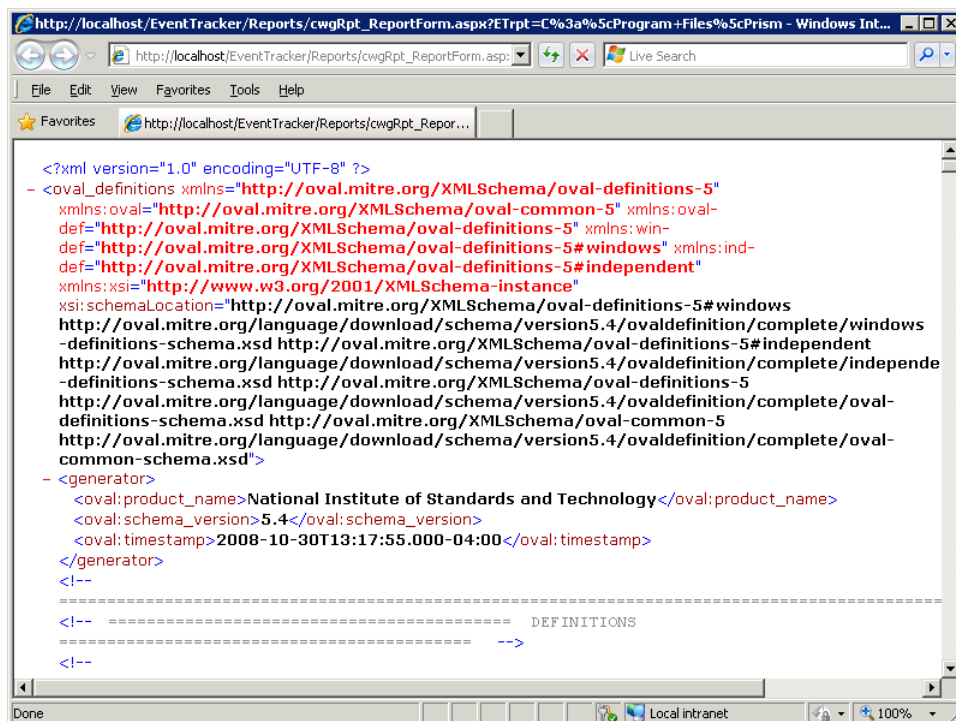 http://localhost/EventTracker/Reports/cwgRpt_ReportForm.aspx?ETrpt=C%3a%5cProgram+Files%5cPrism - Windows Int...
http://localhost/EventTracker/Reports/cwgRpt_ReportForm.asp:
Live Search
File Edit View Favorites Tools Help
Favorites
http://localhost/EventTracker/Reports/cwgRpt_Repor...
<?xml version="1.0" encoding="UTF-8" ?>
- <oval_definitions xmlns="http://oval.mitre.org/XMLSchema/oval-definitions-5"
xmlns:oval="http://oval.mitre.org/XMLSchema/oval-common-5" xmlns:oval-
def="http://oval.mitre.org/XMLSchema/oval-definitions-5" xmlns:win-
def="http://oval.mitre.org/XMLSchema/oval-definitions-5#windows" xmlns:ind-
def="http://oval.mitre.org/XMLSchema/oval-definitions-5#independent"
xmlns:xsi="http://www.w3.org/2001/XMLSchema-instance"
xsi:schemaLocation="http://oval.mitre.org/XMLSchema/oval-definitions-5#windows
http://oval.mitre.org/language/download/schema/version5.4/ovaldefinition/complete/windows
-definitions-schema.xsd http://oval.mitre.org/XMLSchema/oval-definitions-5#independent
http://oval.mitre.org/language/download/schema/version5.4/ovaldefinition/complete/independe
-definitions-schema.xsd http://oval.mitre.org/XMLSchema/oval-definitions-5
http://oval.mitre.org/language/download/schema/version5.4/ovaldefinition/complete/oval-
definitions-schema.xsd http://oval.mitre.org/XMLSchema/oval-common-5
http://oval.mitre.org/language/download/schema/version5.4/ovaldefinition/complete/oval-
common-schema.xsd">
- <generator>
<oval:product_name>National Institute of Standards and Technology</oval:product_name>
<oval:schema_version>5.4</oval:schema_version>
<oval:timestamp>2008-10-30T13:17:55.000-04:00</oval:timestamp>
</generator>
<!--
==========================================================================================
<!-- ========================================== DEFINITIONS
=========================================== -->
<!--
Done
Local intranet
100%